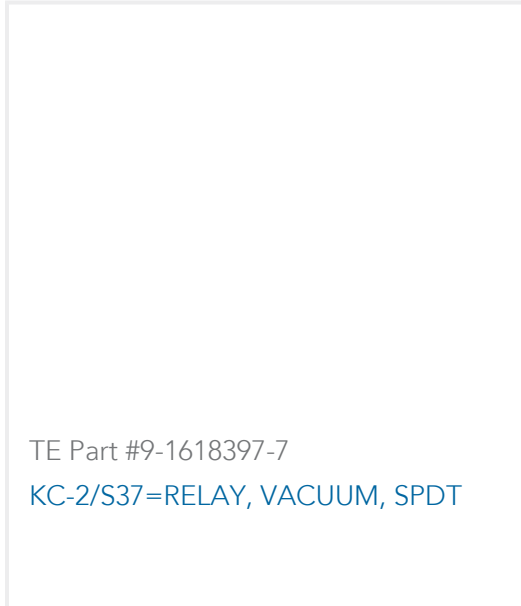 TE Part #9-1618397-7
KC-2/S37=RELAY, VACUUM, SPDT